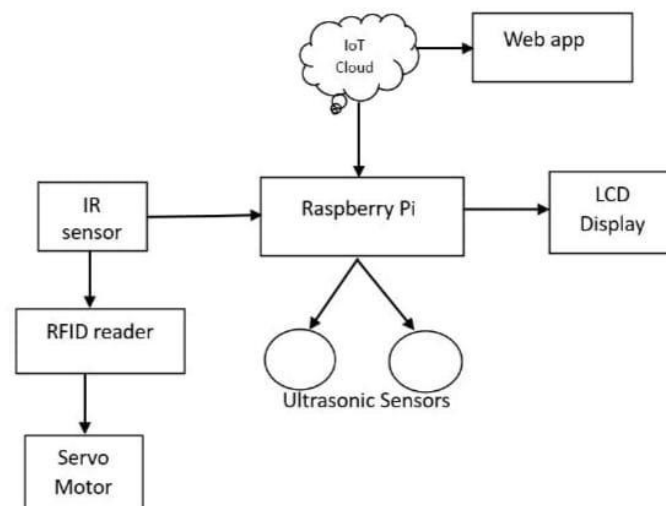 IoT
Cloud
Web app
IR
sensor
Raspberry Pi
LCD
Display
RFID reader
Ultrasonic Sensors
Servo
Motor